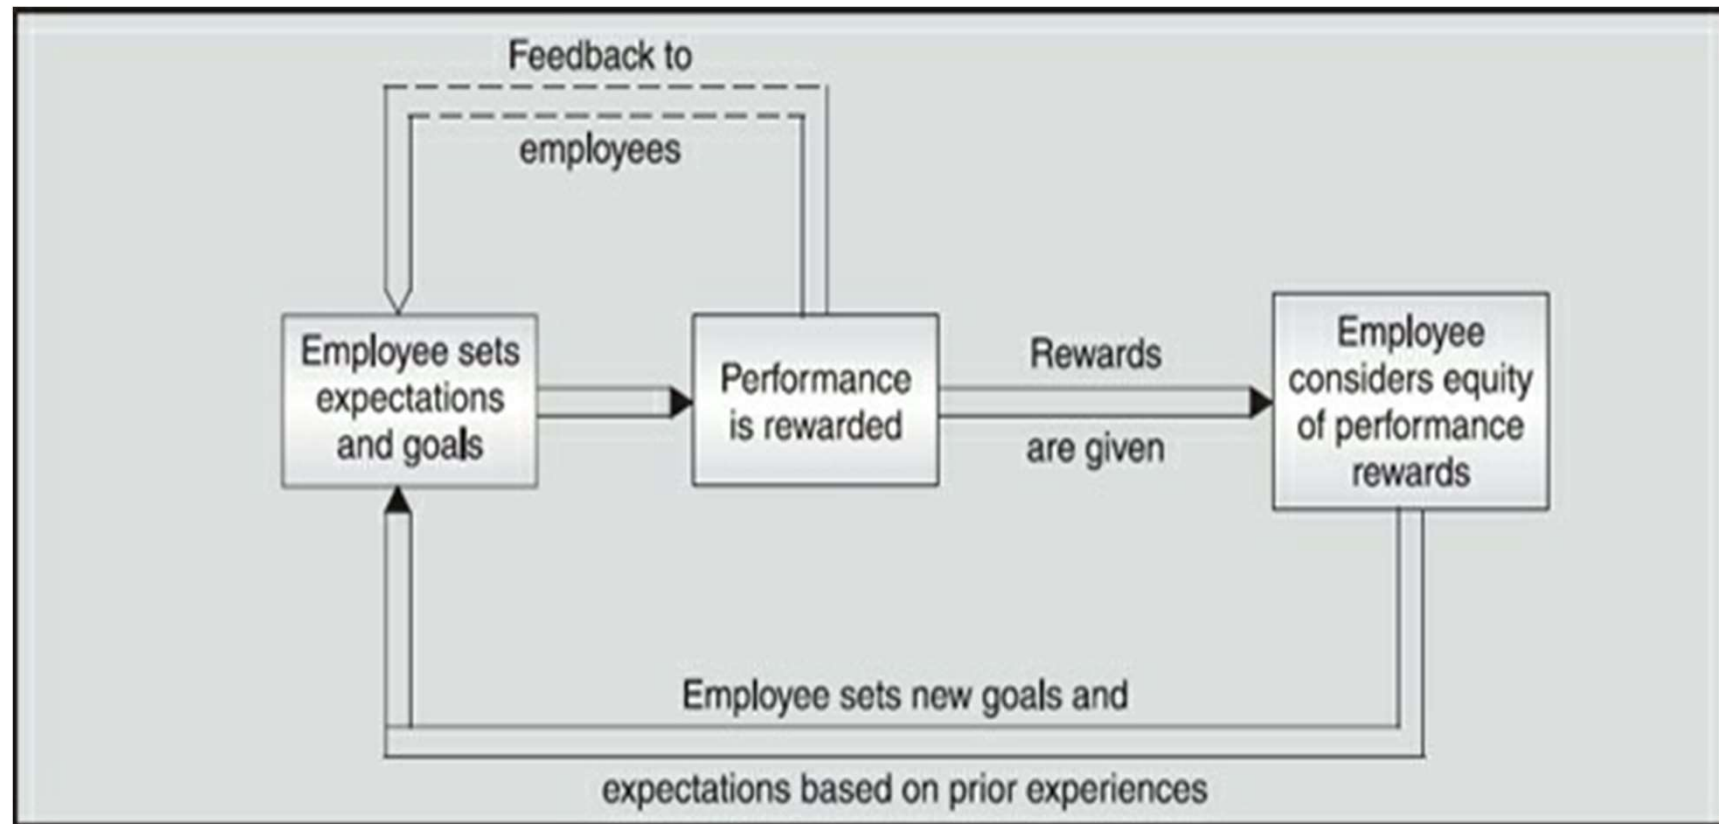 Feedback to
employees
Employee sets
expectations
and goals
Performance
is rewarded
Rewards
are given
Employee
considers equity
of performance
rewards
Employee sets new goals and
expectations based on prior experiences